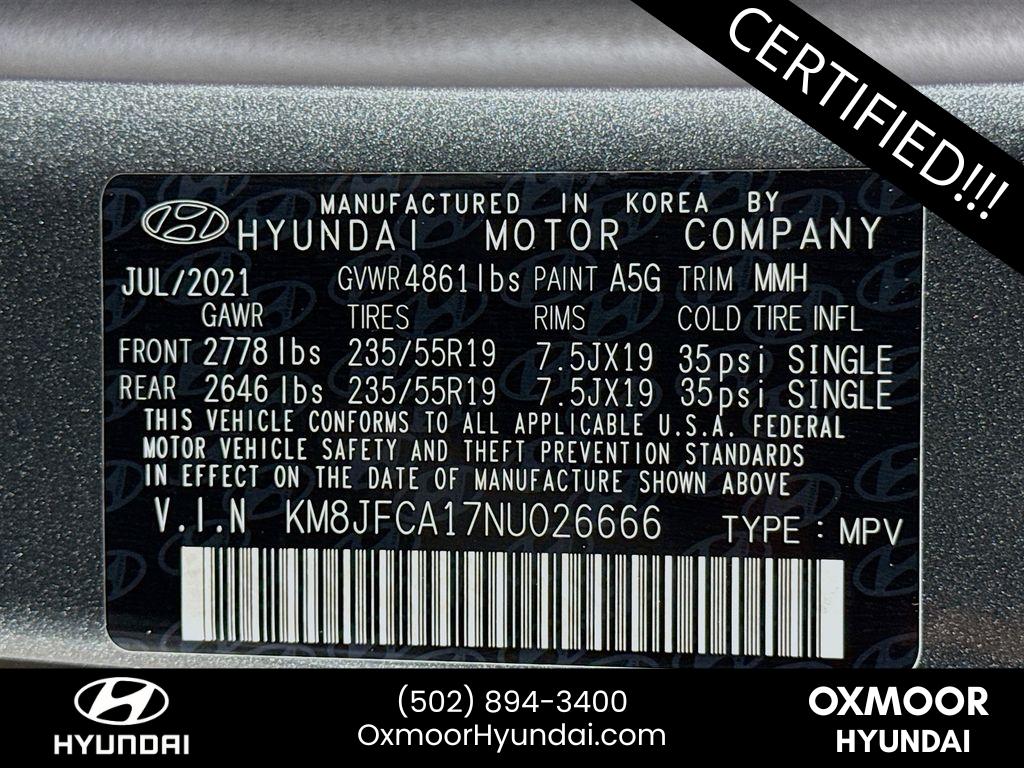 CERTIFIED!!!
MANUFACTURED IN KOREA BY
HYUNDAI MOTOR COMPANY
JUL/2021 GVWR 4861lbs PAINT A5G TRIM MMH
GAWR TIRES RIMS COLD TIRE INFL
FRONT 2778 lbs 235/55R19 7.5JX19 35psi SINGLE
REAR 2646 lbs 235/55R19 7.5JX19 35psi SINGLE
THIS VEHICLE CONFORMS TO ALL APPLICABLE U.S.A. FEDERAL
MOTOR VEHICLE SAFETY AND THEFT PREVENTION STANDARDS
IN EFFECT ON THE DATE OF MANUFACTURE SHOWN ABOVE
V.I.N KM8JFCA17NU026666 TYPE : MPV
HYUNDAI
(502) 894-3400
OxmoorHyundai.com
OXMOOR
HYUNDAI